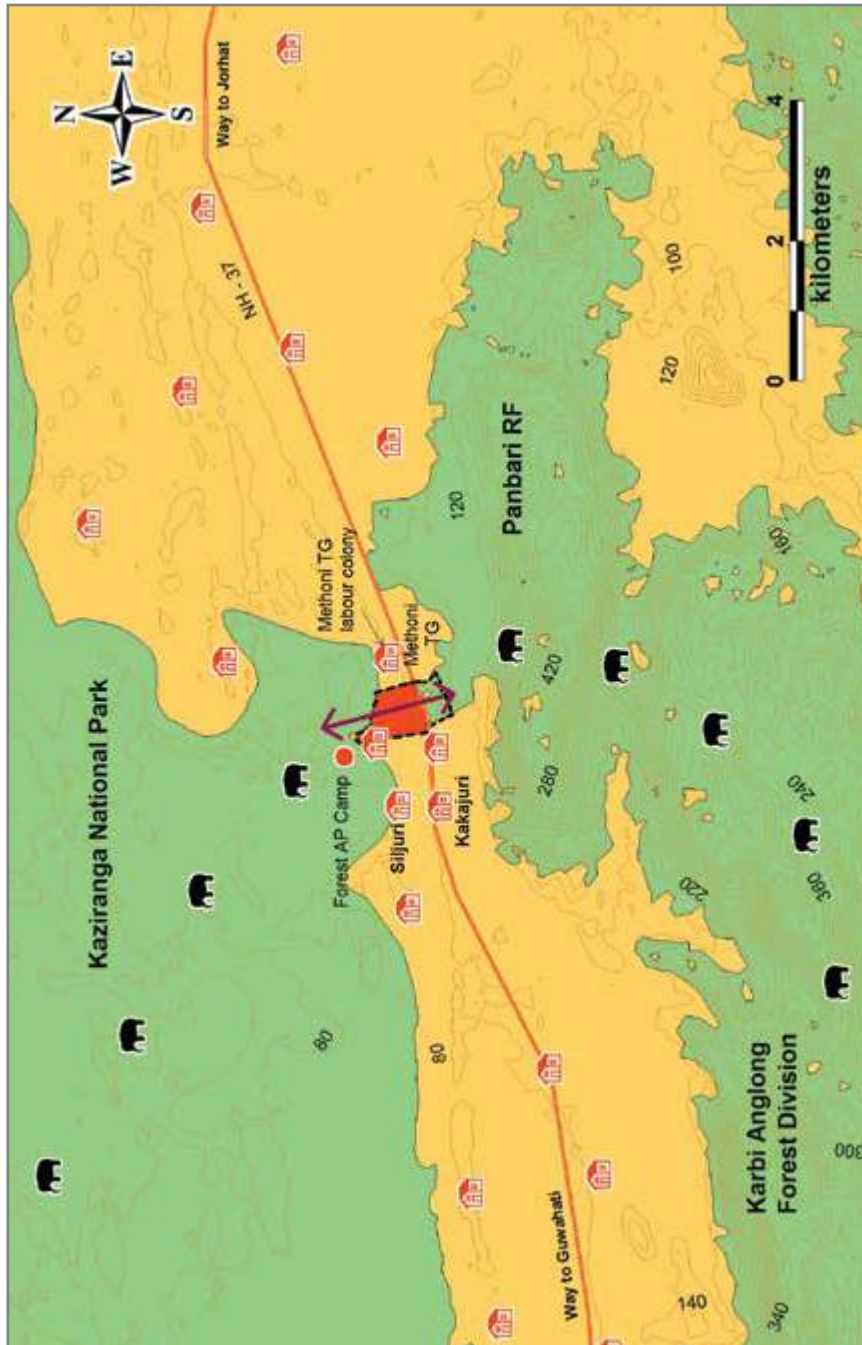 N
W
E
S
Way to Jorhat
NH - 37
Kaziranga National Park
Methoni TG
labour colony
Methoni
TG
Forest AP Camp
Siljuri
Kakajuri
Panbari RF
Way to Guwahati
Karbi Anglong
Forest Division
80
80
120
100
120
160
420
280
240
220
360
300
140
340
0
2
4
kilometers